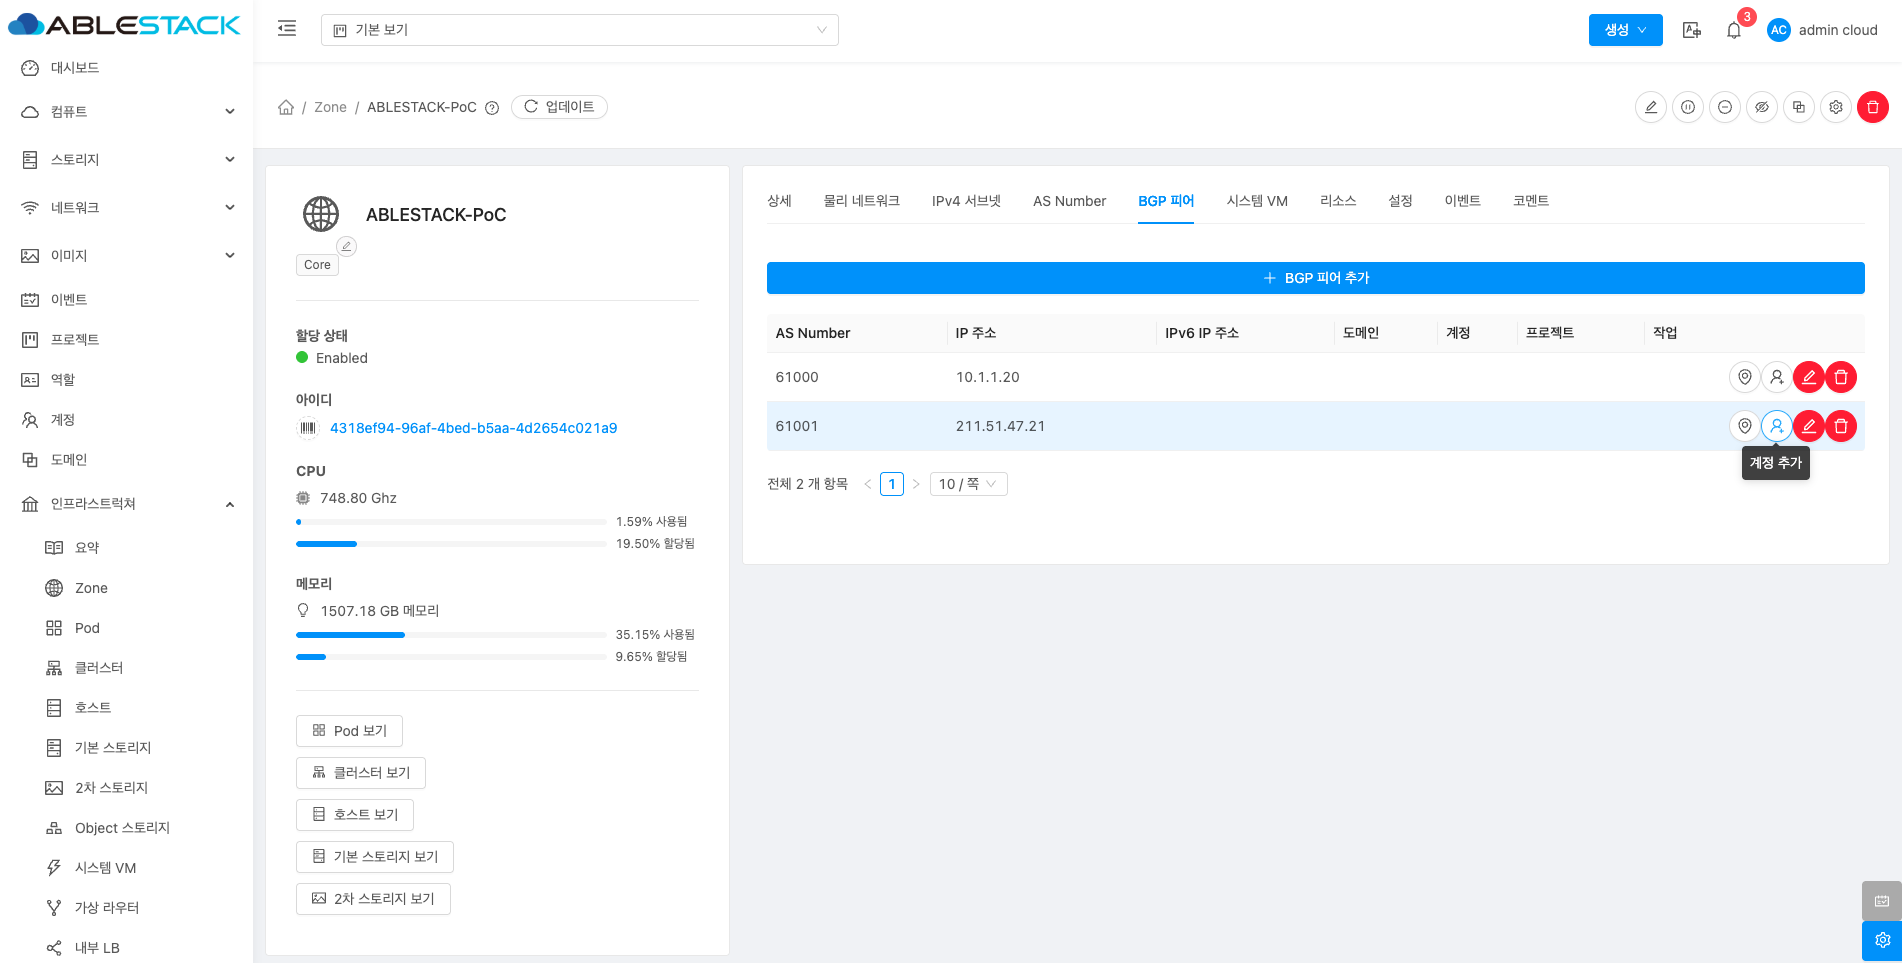 ABLESTACK
기본 보기
생성
3
AC
admin cloud
대시보드
컴퓨트
스토리지
네트워크
이미지
이벤트
프로젝트
역할
계정
도메인
인프라스트럭쳐
요약
Zone
Pod
클러스터
호스트
기본 스토리지
2차 스토리지
Object 스토리지
시스템 VM
가상 라우터
내부 LB
/ Zone / ABLESTACK-PoC
업데이트
ABLESTACK-PoC
Core
할당 상태
Enabled
아이디
4318ef94-96af-4bed-b5aa-4d2654c021a9
CPU
748.80 Ghz
1.59% 사용됨
19.50% 할당됨
메모리
1507.18 GB 메모리
35.15% 사용됨
9.65% 할당됨
Pod 보기
클러스터 보기
호스트 보기
기본 스토리지 보기
2차 스토리지 보기
상세 물리 네트워크 IPv4 서브넷 AS Number BGP 피어 시스템 VM 리소스 설정 이벤트 코멘트
BGP 피어 추가
AS Number IP 주소 IPv6 IP 주소 도메인 계정 프로젝트 작업
61000 10.1.1.20
61001 211.51.47.21
계정 추가
전체 2 개 항목 < 1 > 10 / 쪽